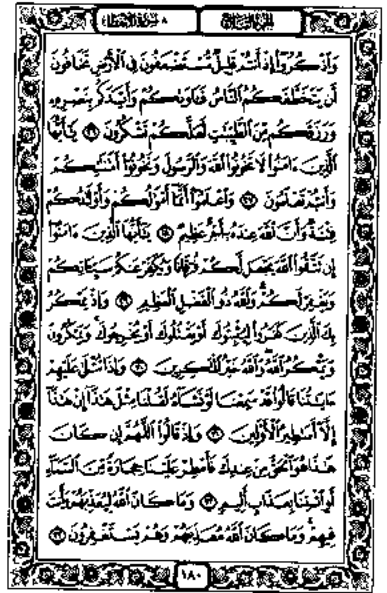 الجزء التاسع ٨ سورة الأنفال
وَاذْكُرُوا إِذْ أَنتُمْ قَلِيلٌ مُّسْتَضْعَفُونَ فِي الْأَرْضِ تَخَافُونَ
أَن يَتَخَطَّفَكُمُ النَّاسُ فَآوَاكُمْ وَأَيَّدَكُم بِنَصْرِهِ
وَرَزَقَكُم مِّنَ الطَّيِّبَاتِ لَعَلَّكُمْ تَشْكُرُونَ ٢٦ يَا أَيُّهَا
الَّذِينَ آمَنُوا لَا تَخُونُوا اللَّهَ وَالرَّسُولَ وَتَخُونُوا أَمَانَاتِكُمْ
وَأَنتُمْ تَعْلَمُونَ ٢٧ وَاعْلَمُوا أَنَّمَا أَمْوَالُكُمْ وَأَوْلَادُكُمْ
فِتْنَةٌ وَأَنَّ اللَّهَ عِندَهُ أَجْرٌ عَظِيمٌ ٢٨ يَا أَيُّهَا الَّذِينَ آمَنُوا
إِن تَتَّقُوا اللَّهَ يَجْعَل لَّكُمْ فُرْقَانًا وَيُكَفِّرْ عَنكُمْ سَيِّئَاتِكُمْ
وَيَغْفِرْ لَكُمْ وَاللَّهُ ذُو الْفَضْلِ الْعَظِيمِ ٢٩ وَإِذْ يَمْكُرُ
بِكَ الَّذِينَ كَفَرُوا لِيُثْبِتُوكَ أَوْ يَقْتُلُوكَ أَوْ يُخْرِجُوكَ وَيَمْكُرُونَ
وَيَمْكُرُ اللَّهُ وَاللَّهُ خَيْرُ الْمَاكِرِينَ ٣٠ وَإِذَا تُتْلَىٰ عَلَيْهِمْ
آيَاتُنَا قَالُوا قَدْ سَمِعْنَا لَوْ نَشَاءُ لَقُلْنَا مِثْلَ هَٰذَا إِنْ هَٰذَا
إِلَّا أَسَاطِيرُ الْأَوَّلِينَ ٣١ وَإِذْ قَالُوا اللَّهُمَّ إِن كَانَ
هَٰذَا هُوَ الْحَقَّ مِنْ عِندِكَ فَأَمْطِرْ عَلَيْنَا حِجَارَةً مِّنَ السَّمَاءِ
أَوِ ائْتِنَا بِعَذَابٍ أَلِيمٍ ٣٢ وَمَا كَانَ اللَّهُ لِيُعَذِّبَهُمْ وَأَنتَ
فِيهِمْ وَمَا كَانَ اللَّهُ مُعَذِّبَهُمْ وَهُمْ يَسْتَغْفِرُونَ ٣٣
١٨٠